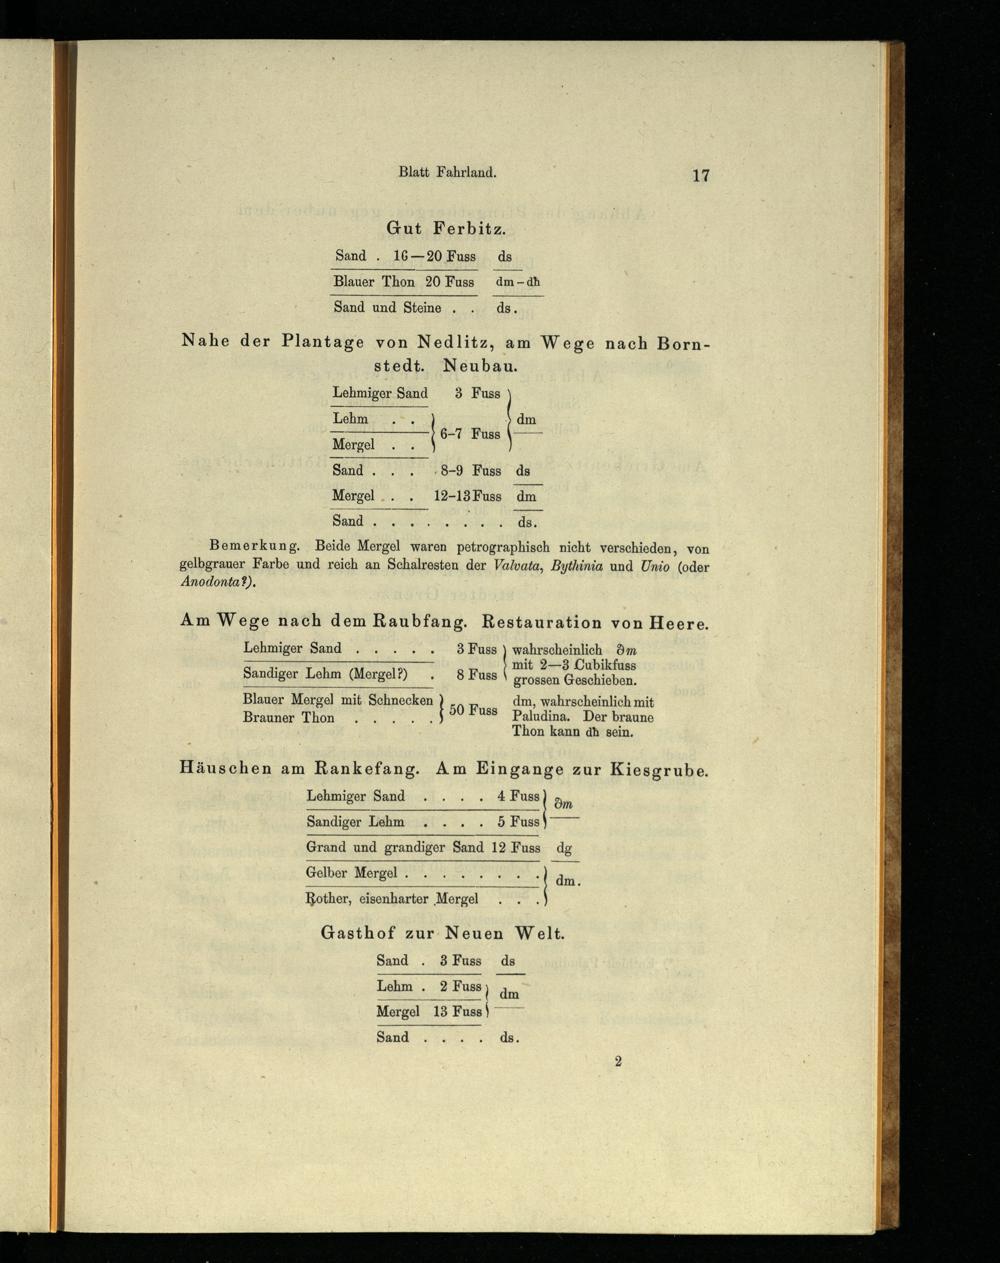 Blatt Fahrland. 17
Gut Ferbitz.
Sand . 16—20 Fuss ds
Blauer Thon 20 Fuss dm–dh
Sand und Steine . . ds.
Nahe der Plantage von Nedlitz, am Wege nach Born-
stedt. Neubau.
Lehmiger Sand 3 Fuss
Lehm . . dm
6–7 Fuss
Mergel . .
Sand . . . 8–9 Fuss ds
Mergel . . 12–13 Fuss dm
Sand . . . . . . . . ds.
Bemerkung. Beide Mergel waren petrographisch nicht verschieden, von
gelbgrauer Farbe und reich an Schalresten der Valvata, Bythinia und Unio (oder
Anodonta?).
Am Wege nach dem Raubfang. Restauration von Heere.
Lehmiger Sand . . . . . 3 Fuss wahrscheinlich ∂m
mit 2—3 Cubikfuss
Sandiger Lehm (Mergel?) . 8 Fuss grossen Geschieben.
Blauer Mergel mit Schnecken dm, wahrscheinlich mit
50 Fuss
Brauner Thon . . . . . Paludina. Der braune
Thon kann dh sein.
Häuschen am Rankefang. Am Eingange zur Kiesgrube.
Lehmiger Sand . . . . 4 Fuss
∂m
Sandiger Lehm . . . . 5 Fuss
Grand und grandiger Sand 12 Fuss dg
Gelber Mergel . . . . . . . .
dm.
Rother, eisenharter Mergel . . .
Gasthof zur Neuen Welt.
Sand . 3 Fuss ds
Lehm . 2 Fuss
dm
Mergel 13 Fuss
Sand . . . . ds.
2